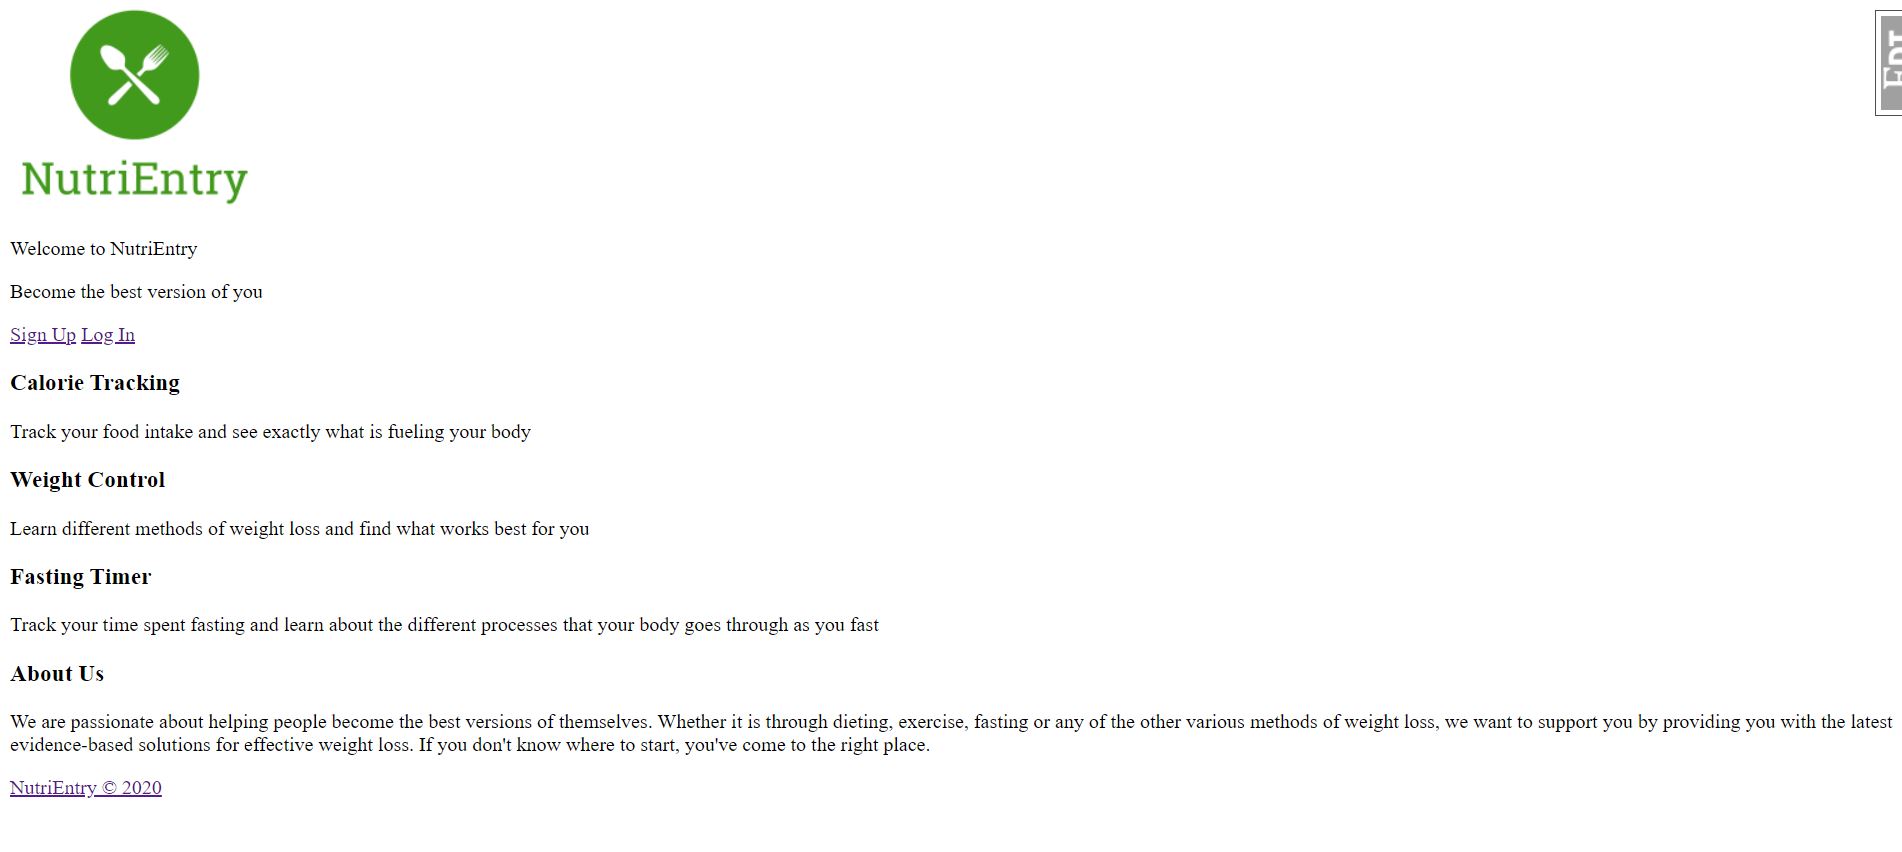 NutriEntry
Welcome to NutriEntry
Become the best version of you
Sign Up Log In
Calorie Tracking
Track your food intake and see exactly what is fueling your body
Weight Control
Learn different methods of weight loss and find what works best for you
Fasting Timer
Track your time spent fasting and learn about the different processes that your body goes through as you fast
About Us
We are passionate about helping people become the best versions of themselves. Whether it is through dieting, exercise, fasting or any of the other various methods of weight loss, we want to support you by providing you with the latest
evidence-based solutions for effective weight loss. If you don't know where to start, you've come to the right place.
NutriEntry © 2020